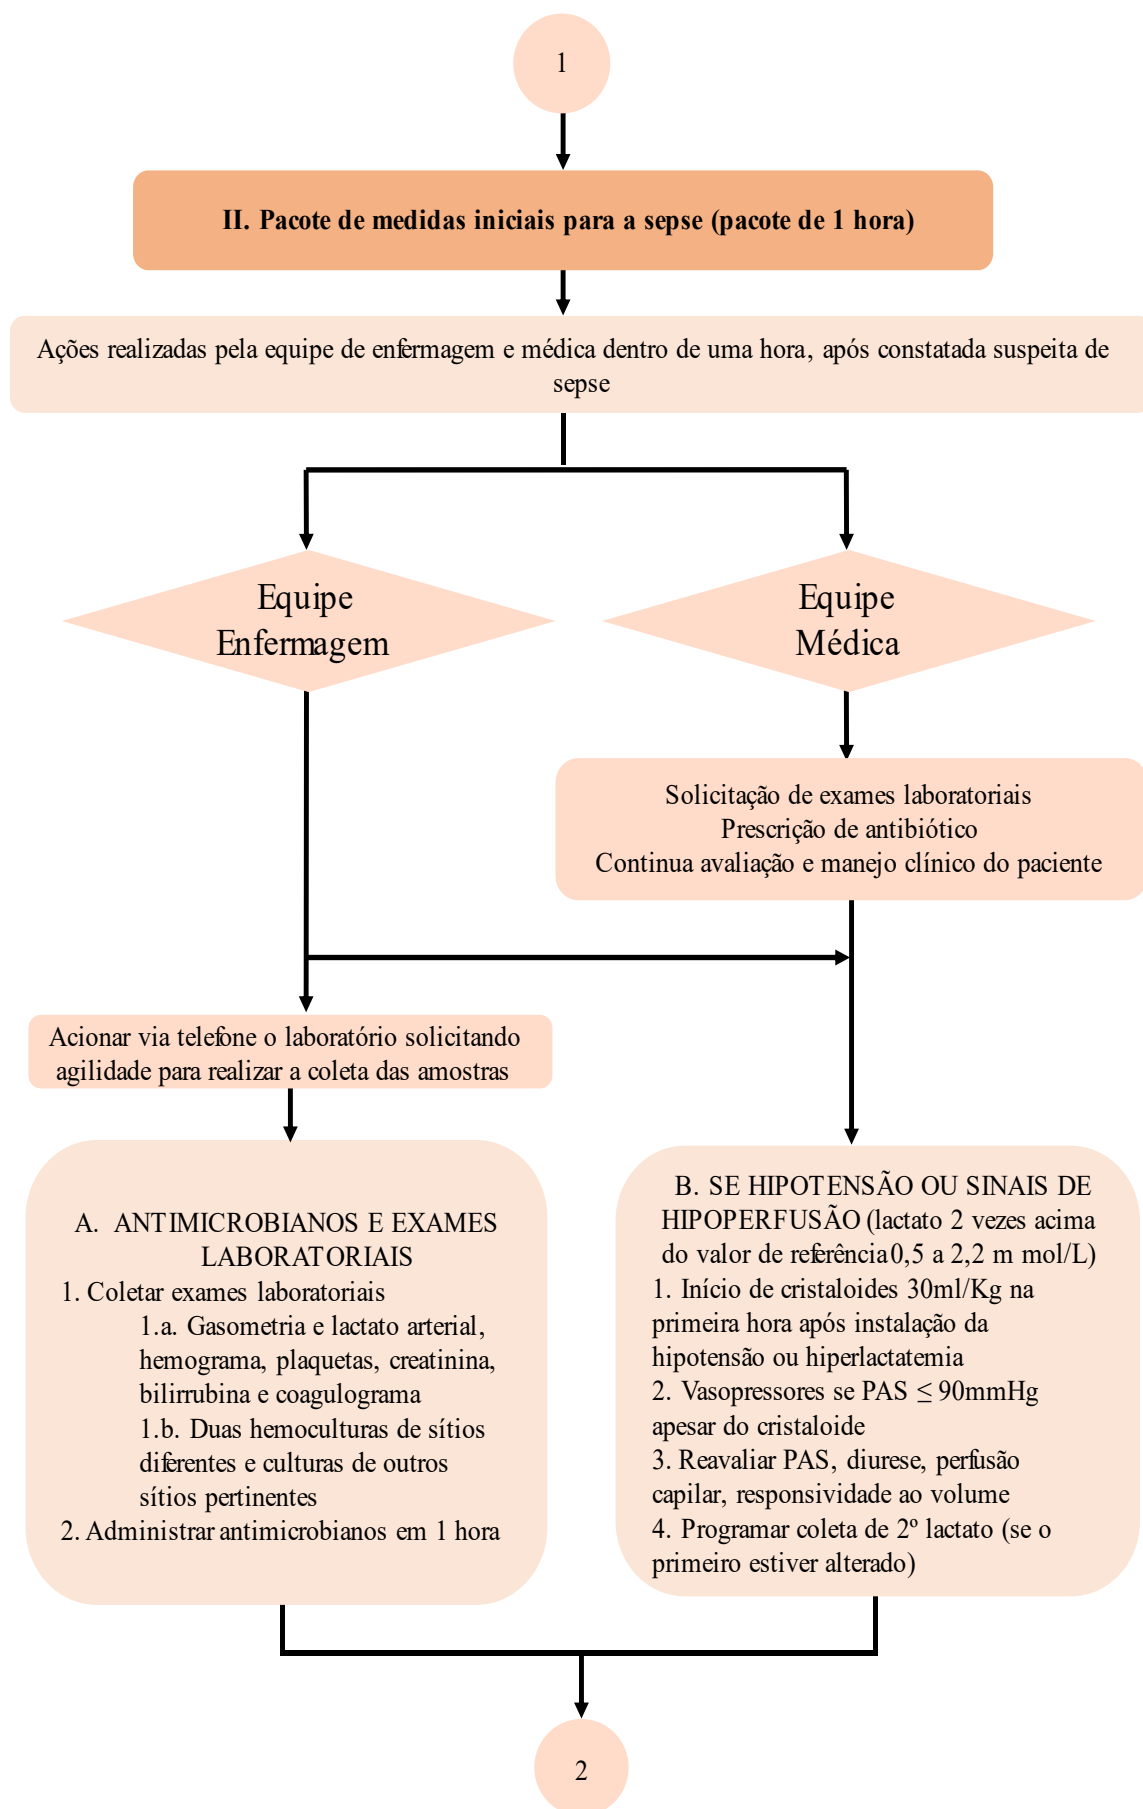 1
II. Pacote de medidas iniciais para a sepse (pacote de 1 hora)
Ações realizadas pela equipe de enfermagem e médica dentro de uma hora, após constatada suspeita de
sepse
Equipe
Enfermagem
Equipe
Médica
Solicitação de exames laboratoriais
Prescrição de antibiótico
Continua avaliação e manejo clínico do paciente
Acionar via telefone o laboratório solicitando
agilidade para realizar a coleta das amostras
A. ANTIMICROBIANOS E EXAMES
LABORATORIAIS
1. Coletar exames laboratoriais
1.a. Gasometria e lactato arterial,
hemograma, plaquetas, creatinina,
bilirrubina e coagulograma
1.b. Duas hemoculturas de sítios
diferentes e culturas de outros
sítios pertinentes
2. Administrar antimicrobianos em 1 hora
B. SE HIPOTENSÃO OU SINAIS DE
HIPOPERFUSÃO (lactato 2 vezes acima
do valor de referência 0,5 a 2,2 m mol/L)
1. Início de cristaloides 30ml/Kg na
primeira hora após instalação da
hipotensão ou hiperlactatemia
2. Vasopressores se PAS ≤ 90mmHg
apesar do cristaloide
3. Reavaliar PAS, diurese, perfusão
capilar, responsividade ao volume
4. Programar coleta de 2º lactato (se o
primeiro estiver alterado)
2